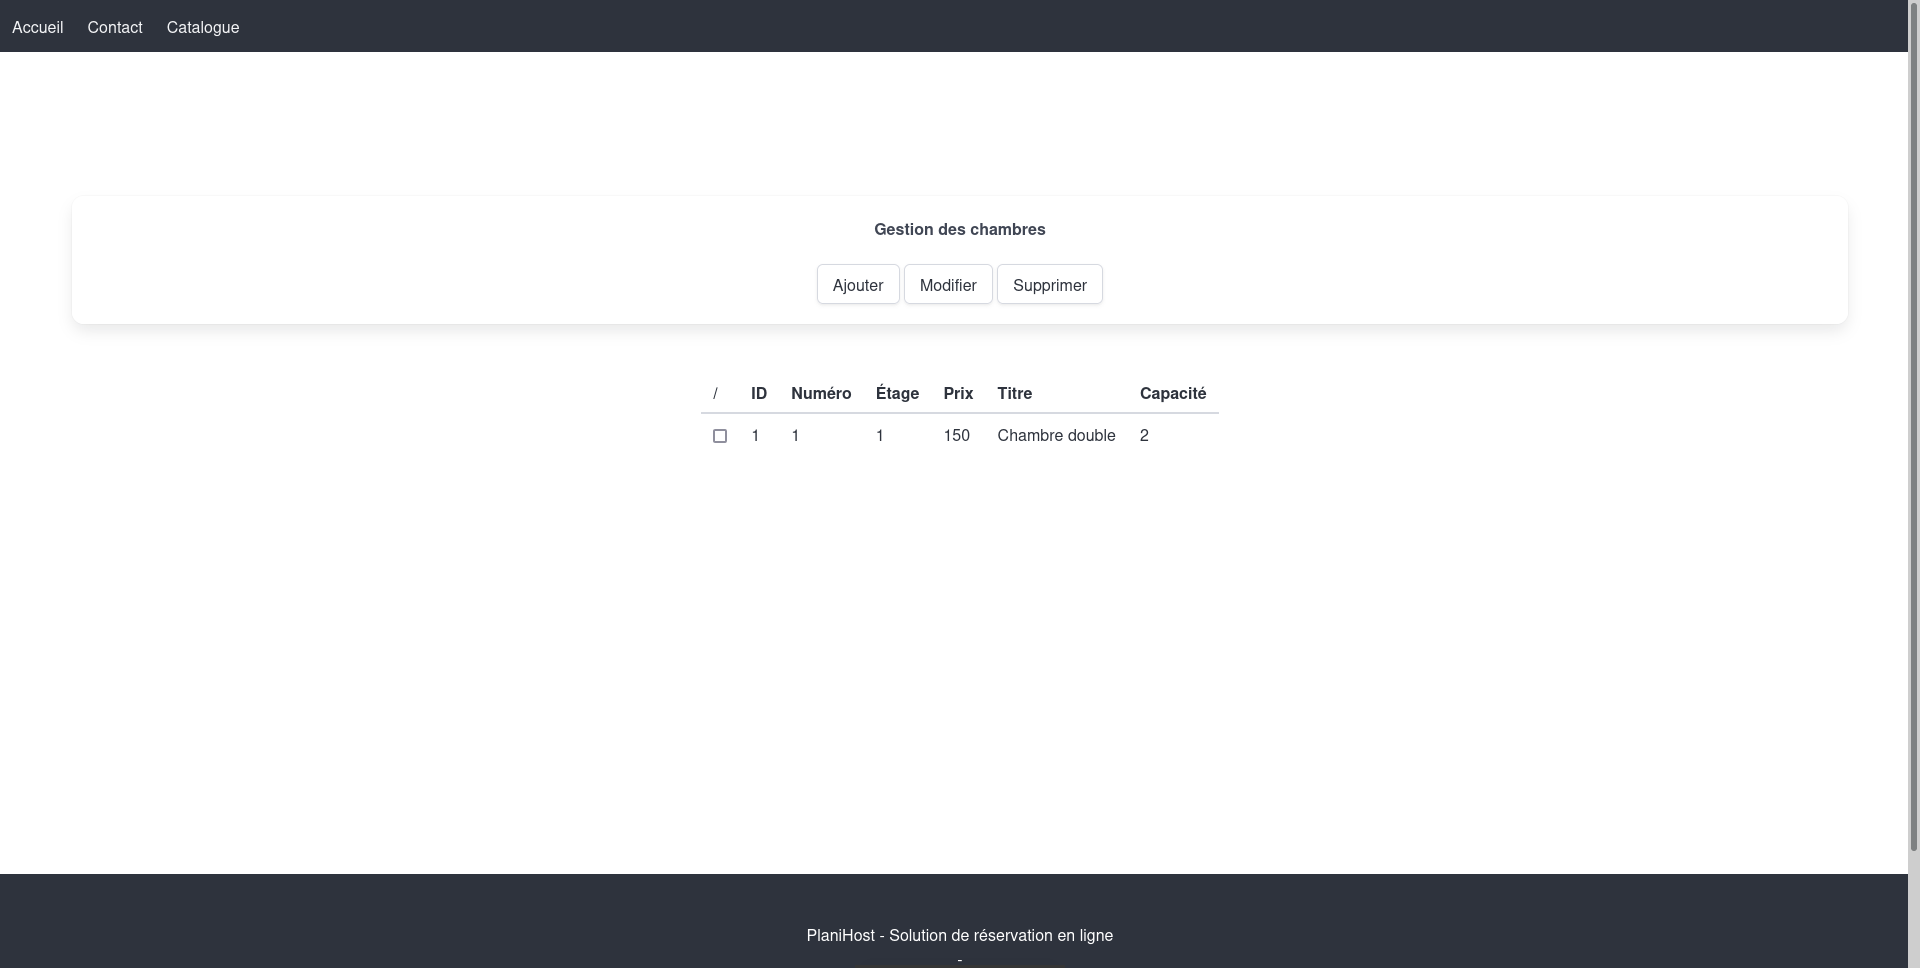 Accueil Contact Catalogue
Gestion des chambres
Ajouter Modifier Supprimer
/ ID Numéro Étage Prix Titre Capacité
1 1 1 150 Chambre double 2
PlaniHost - Solution de réservation en ligne
-